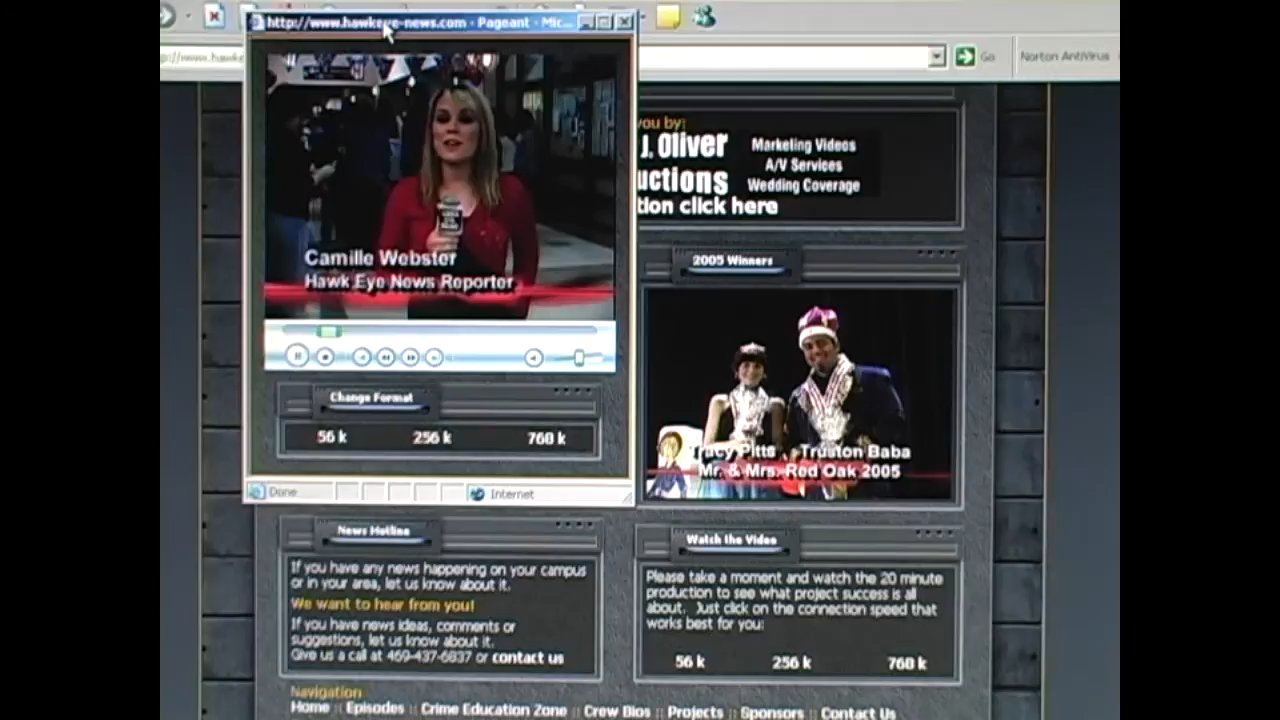 http://www.hawkeye-news.com - Pageant - Mic...
p://www.hawke
Go
Norton AntiVirus
Camille Webster
Hawk Eye News Reporter
Change Format
56 k 256 k 768 k
Done
Internet
you by:
J. Oliver
uctions
tion click here
Marketing Videos
A/V Services
Wedding Coverage
2005 Winners
Tracy Pitts Truston Baba
Mr. & Mrs. Red Oak 2005
News Hotline
If you have any news happening on your campus
or in your area, let us know about it.
We want to hear from you!
If you have news ideas, comments or
suggestions, let us know about it.
Give us a call at 469-437-6837 or contact us
Watch the Video
Please take a moment and watch the 20 minute
production to see what project success is all
about. Just click on the connection speed that
works best for you:
56 k 256 k 768 k
Navigation
Home :: Episodes :: Crime Education Zone :: Crew Bios :: Projects :: Sponsors :: Contact Us